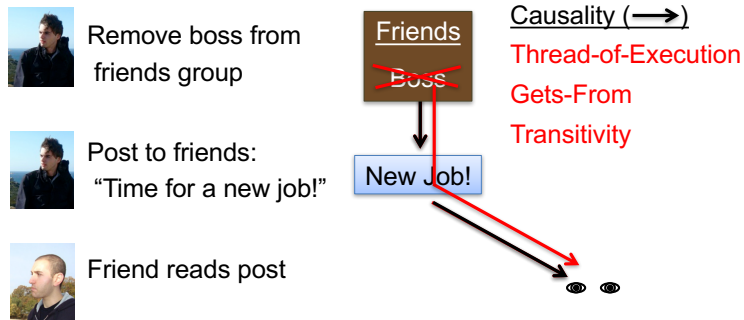 Remove boss from
friends group
Friends
Boss
Causality ( → )
Thread-of-Execution
Gets-From
Transitivity
Post to friends:
“Time for a new job!”
New Job!
Friend reads post